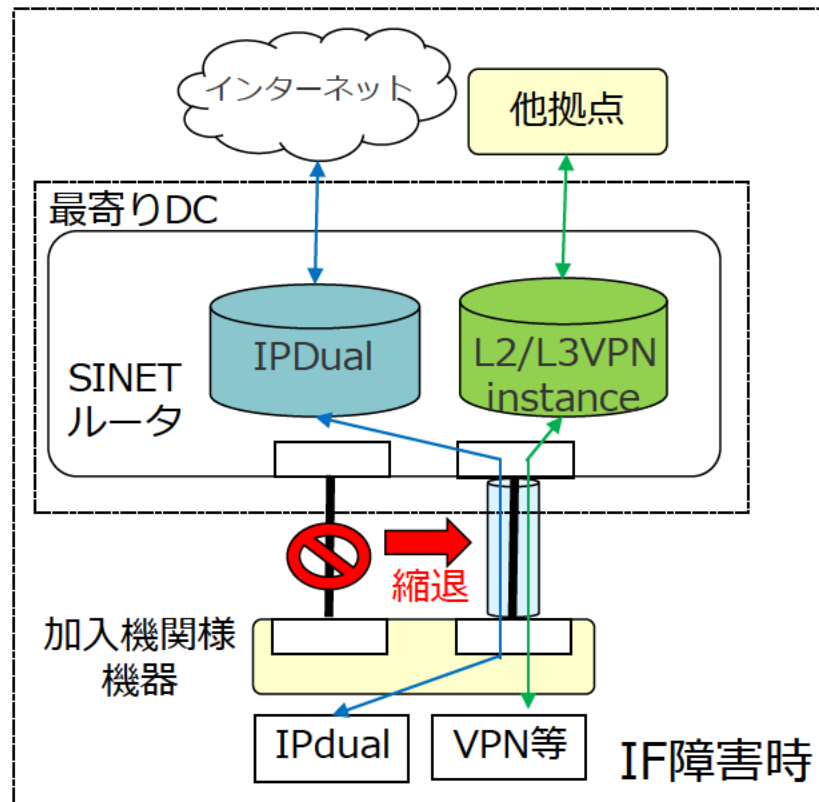 インターネット
他拠点
最寄りDC
IPDual
L2/L3VPN
instance
SINET
ルータ
縮退
加入機関様
機器
IPdual
VPN等
IF障害時